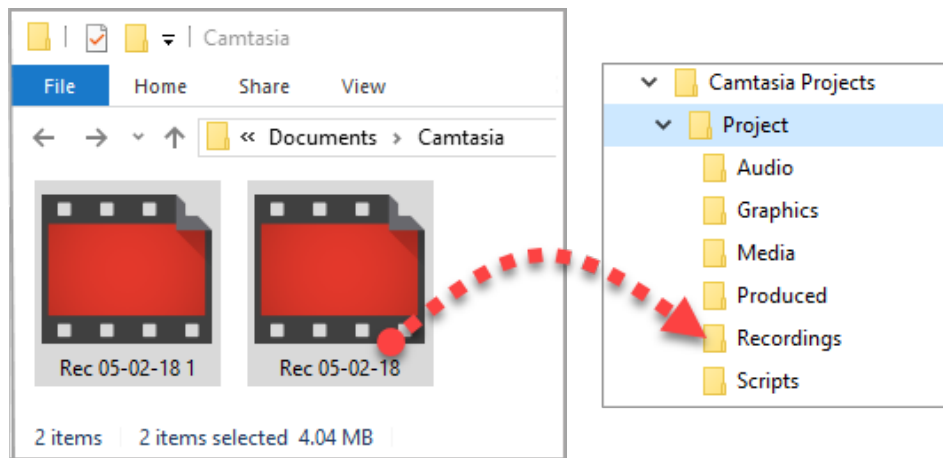 Camtasia
File Home Share View
« Documents > Camtasia
Rec 05-02-18 1 Rec 05-02-18
2 items 2 items selected 4.04 MB
Camtasia Projects
Project
Audio
Graphics
Media
Produced
Recordings
Scripts